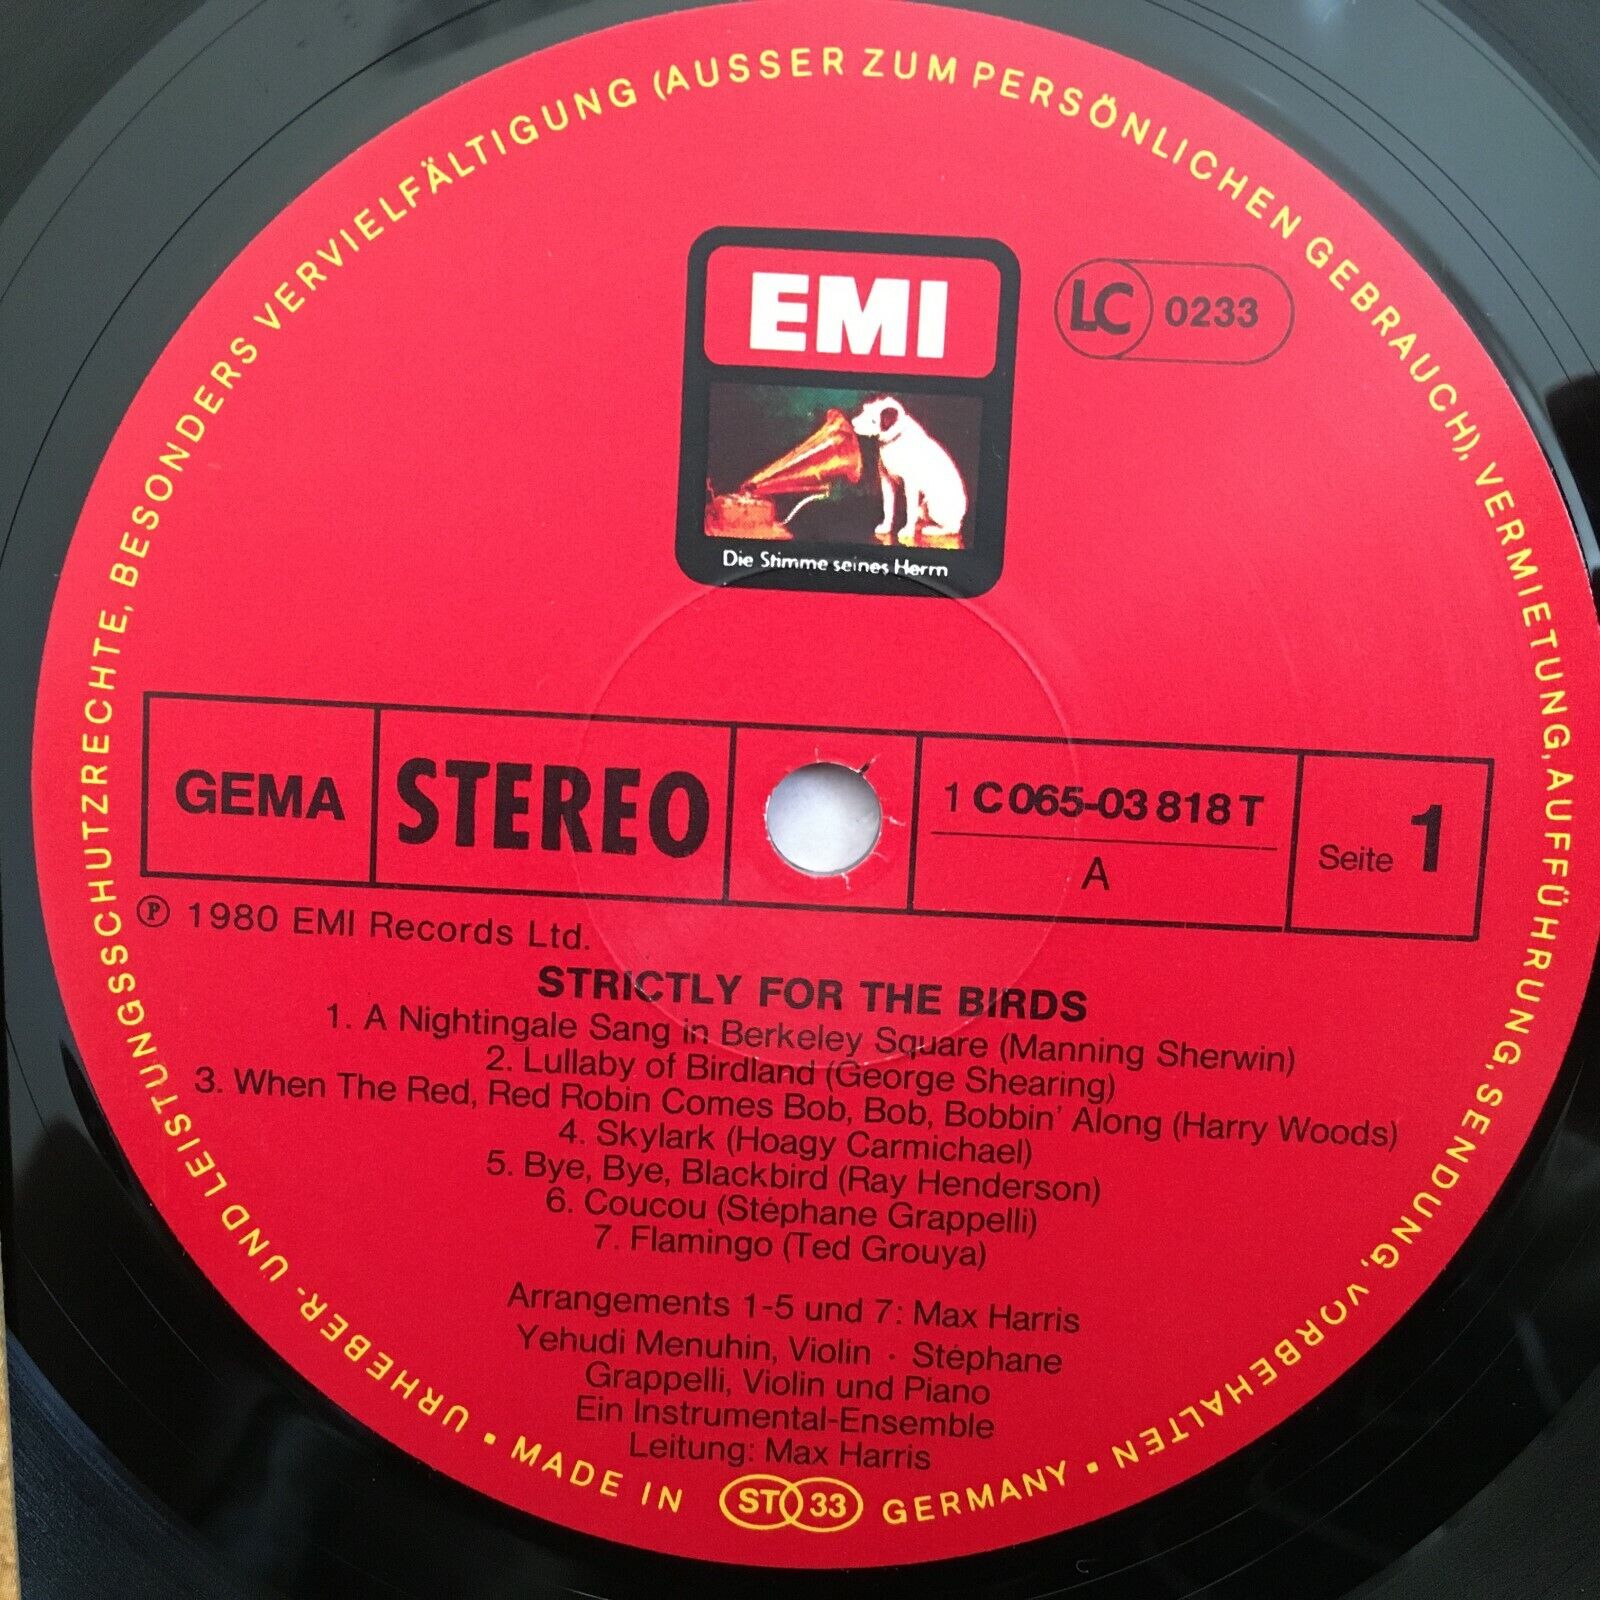 URHEBER- UND LEISTUNGSSCHUTZRECHTE, BESONDERS VERVIELFÄLTIGUNG (AUSSER ZUM PERSÖNLICHEN GEBRAUCH), VERMIETUNG, AUFFÜHRUNG, SENDUNG, VORBEHALTEN
EMI
LC 0233
Die Stimme seines Herrn
GEMA
STEREO
1 C 065-03 818 T
A
Seite 1
℗ 1980 EMI Records Ltd.
STRICTLY FOR THE BIRDS
1. A Nightingale Sang in Berkeley Square (Manning Sherwin)
2. Lullaby of Birdland (George Shearing)
3. When The Red, Red Robin Comes Bob, Bob, Bobbin' Along (Harry Woods)
4. Skylark (Hoagy Carmichael)
5. Bye, Bye, Blackbird (Ray Henderson)
6. Coucou (Stéphane Grappelli)
7. Flamingo (Ted Grouya)
Arrangements 1-5 und 7: Max Harris
Yehudi Menuhin, Violin · Stéphane
Grappelli, Violin und Piano
Ein Instrumental-Ensemble
Leitung: Max Harris
• MADE IN ST 33 GERMANY •